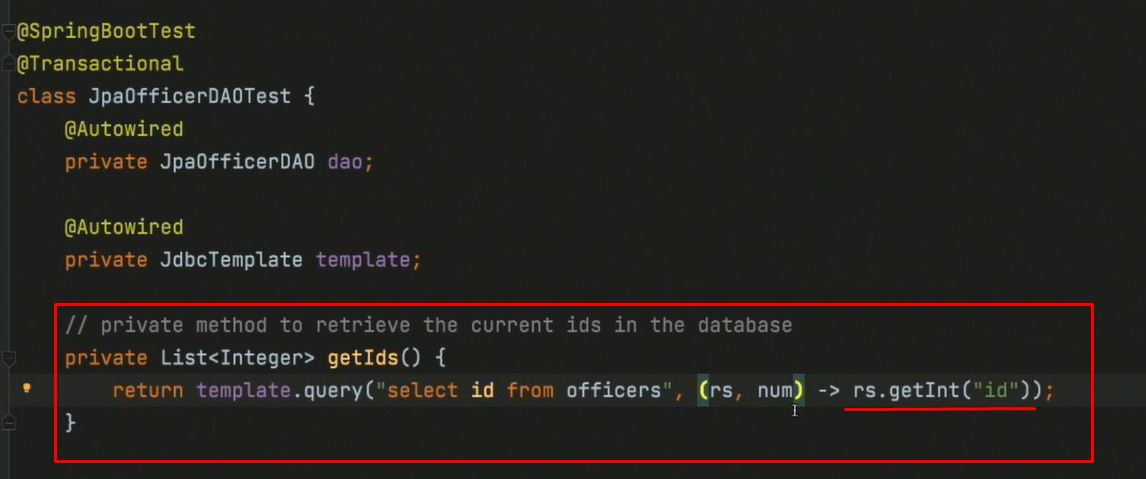 @SpringBootTest
@Transactional
class JpaOfficerDAOTest {
@Autowired
private JpaOfficerDAO dao;
@Autowired
private JdbcTemplate template;
// private method to retrieve the current ids in the database
private List<Integer> getIds() {
return template.query("select id from officers", (rs, num) -> rs.getInt("id"));
}